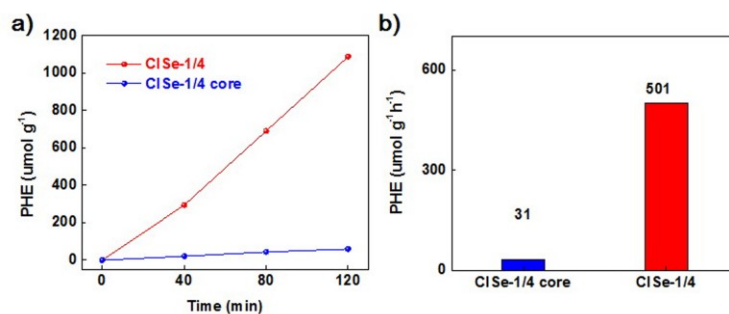 a)
PHE (umol g⁻¹)
1200
1000
800
600
400
200
0
CISe-1/4
CISe-1/4 core
0 40 80 120
Time (min)
b)
PHE (umol g⁻¹h⁻¹)
600
300
0
31
501
CISe-1/4 core CISe-1/4